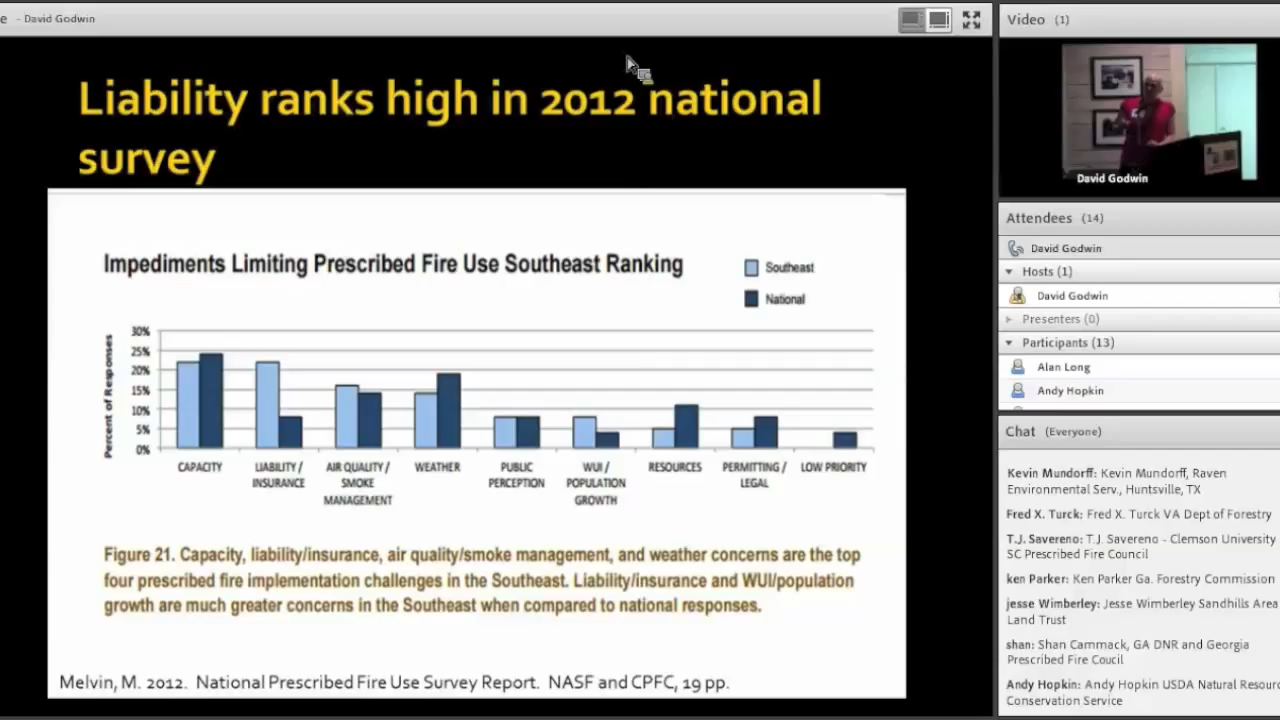 e - David Godwin
Liability ranks high in 2012 national
survey
Impediments Limiting Prescribed Fire Use Southeast Ranking
Southeast
National
Percent of Responses
30%
25%
20%
15%
10%
5%
0%
CAPACITY
LIABILITY /
INSURANCE
AIR QUALITY /
SMOKE
MANAGEMENT
WEATHER
PUBLIC
PERCEPTION
WUI /
POPULATION
GROWTH
RESOURCES
PERMITTING /
LEGAL
LOW PRIORITY
Figure 21. Capacity, liability/insurance, air quality/smoke management, and weather concerns are the top
four prescribed fire implementation challenges in the Southeast. Liability/insurance and WUI/population
growth are much greater concerns in the Southeast when compared to national responses.
Melvin, M. 2012. National Prescribed Fire Use Survey Report. NASF and CPFC, 19 pp.
Video (1)
David Godwin
Attendees (14)
David Godwin
Hosts (1)
David Godwin
Presenters (0)
Participants (13)
Alan Long
Andy Hopkin
Chat (Everyone)
Kevin Mundorff: Kevin Mundorff, Raven
Environmental Serv., Huntsville, TX
Fred X. Turck: Fred X. Turck VA Dept of Forestry
T.J. Savereno: T.J. Savereno - Clemson University
SC Prescribed Fire Council
ken Parker: Ken Parker Ga. Forestry Commission
jesse Wimberley: Jesse Wimberley Sandhills Area
Land Trust
shan: Shan Cammack, GA DNR and Georgia
Prescribed Fire Coucil
Andy Hopkin: Andy Hopkin USDA Natural Resourc
Conservation Service